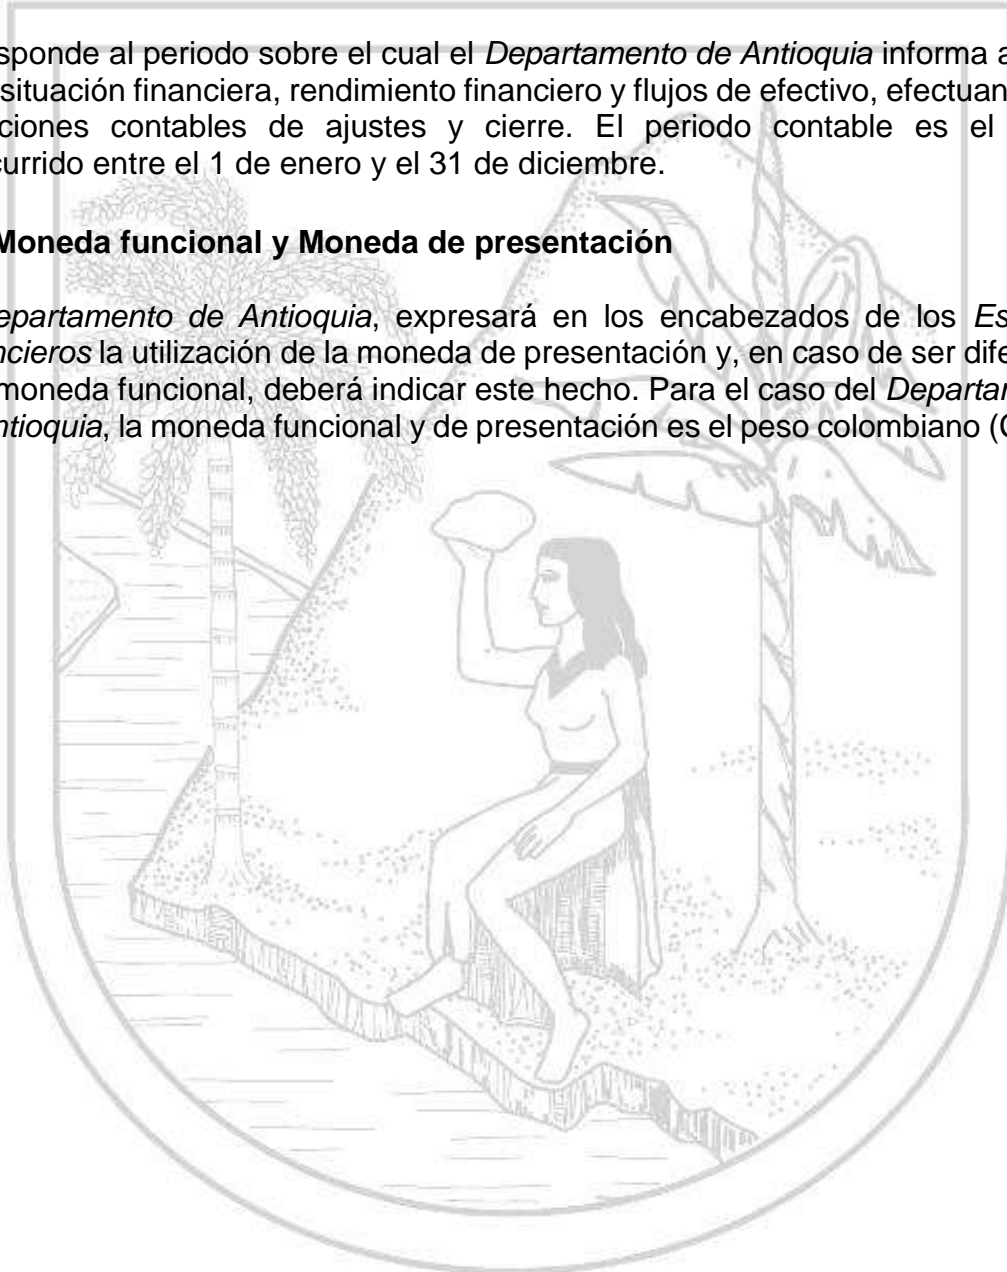 sponde al periodo sobre el cual el Departamento de Antioquia informa a
situación financiera, rendimiento financiero y flujos de efectivo, efectuan
ciones contables de ajustes y cierre. El periodo contable es el
currido entre el 1 de enero y el 31 de diciembre.
Moneda funcional y Moneda de presentación
epartamento de Antioquia, expresará en los encabezados de los Es
ncieros la utilización de la moneda de presentación y, en caso de ser dife
moneda funcional, deberá indicar este hecho. Para el caso del Departar
ntioquia, la moneda funcional y de presentación es el peso colombiano (